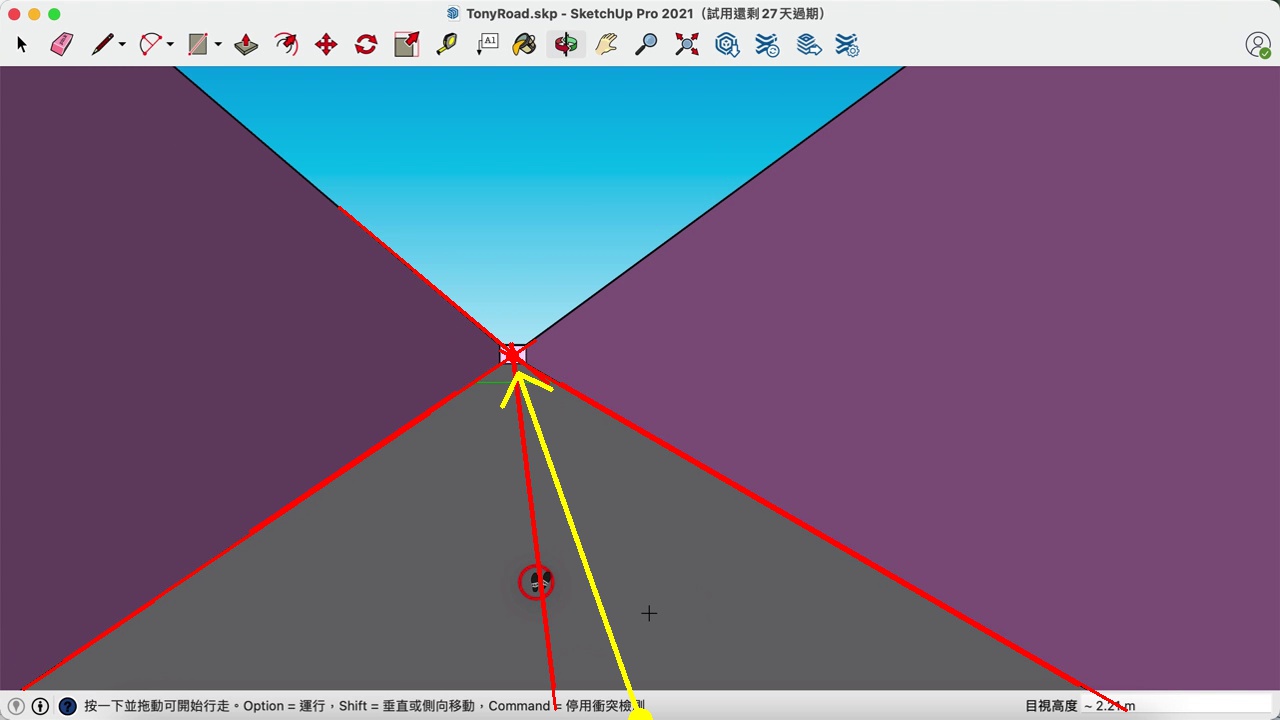 TonyRoad.skp - SketchUp Pro 2021（試用還剩 27 天過期）
A1
按一下並拖動可開始行走。Option = 運行，Shift = 垂直或側向移動，Command = 停用衝突檢測
目視高度 ~ 2.21 m